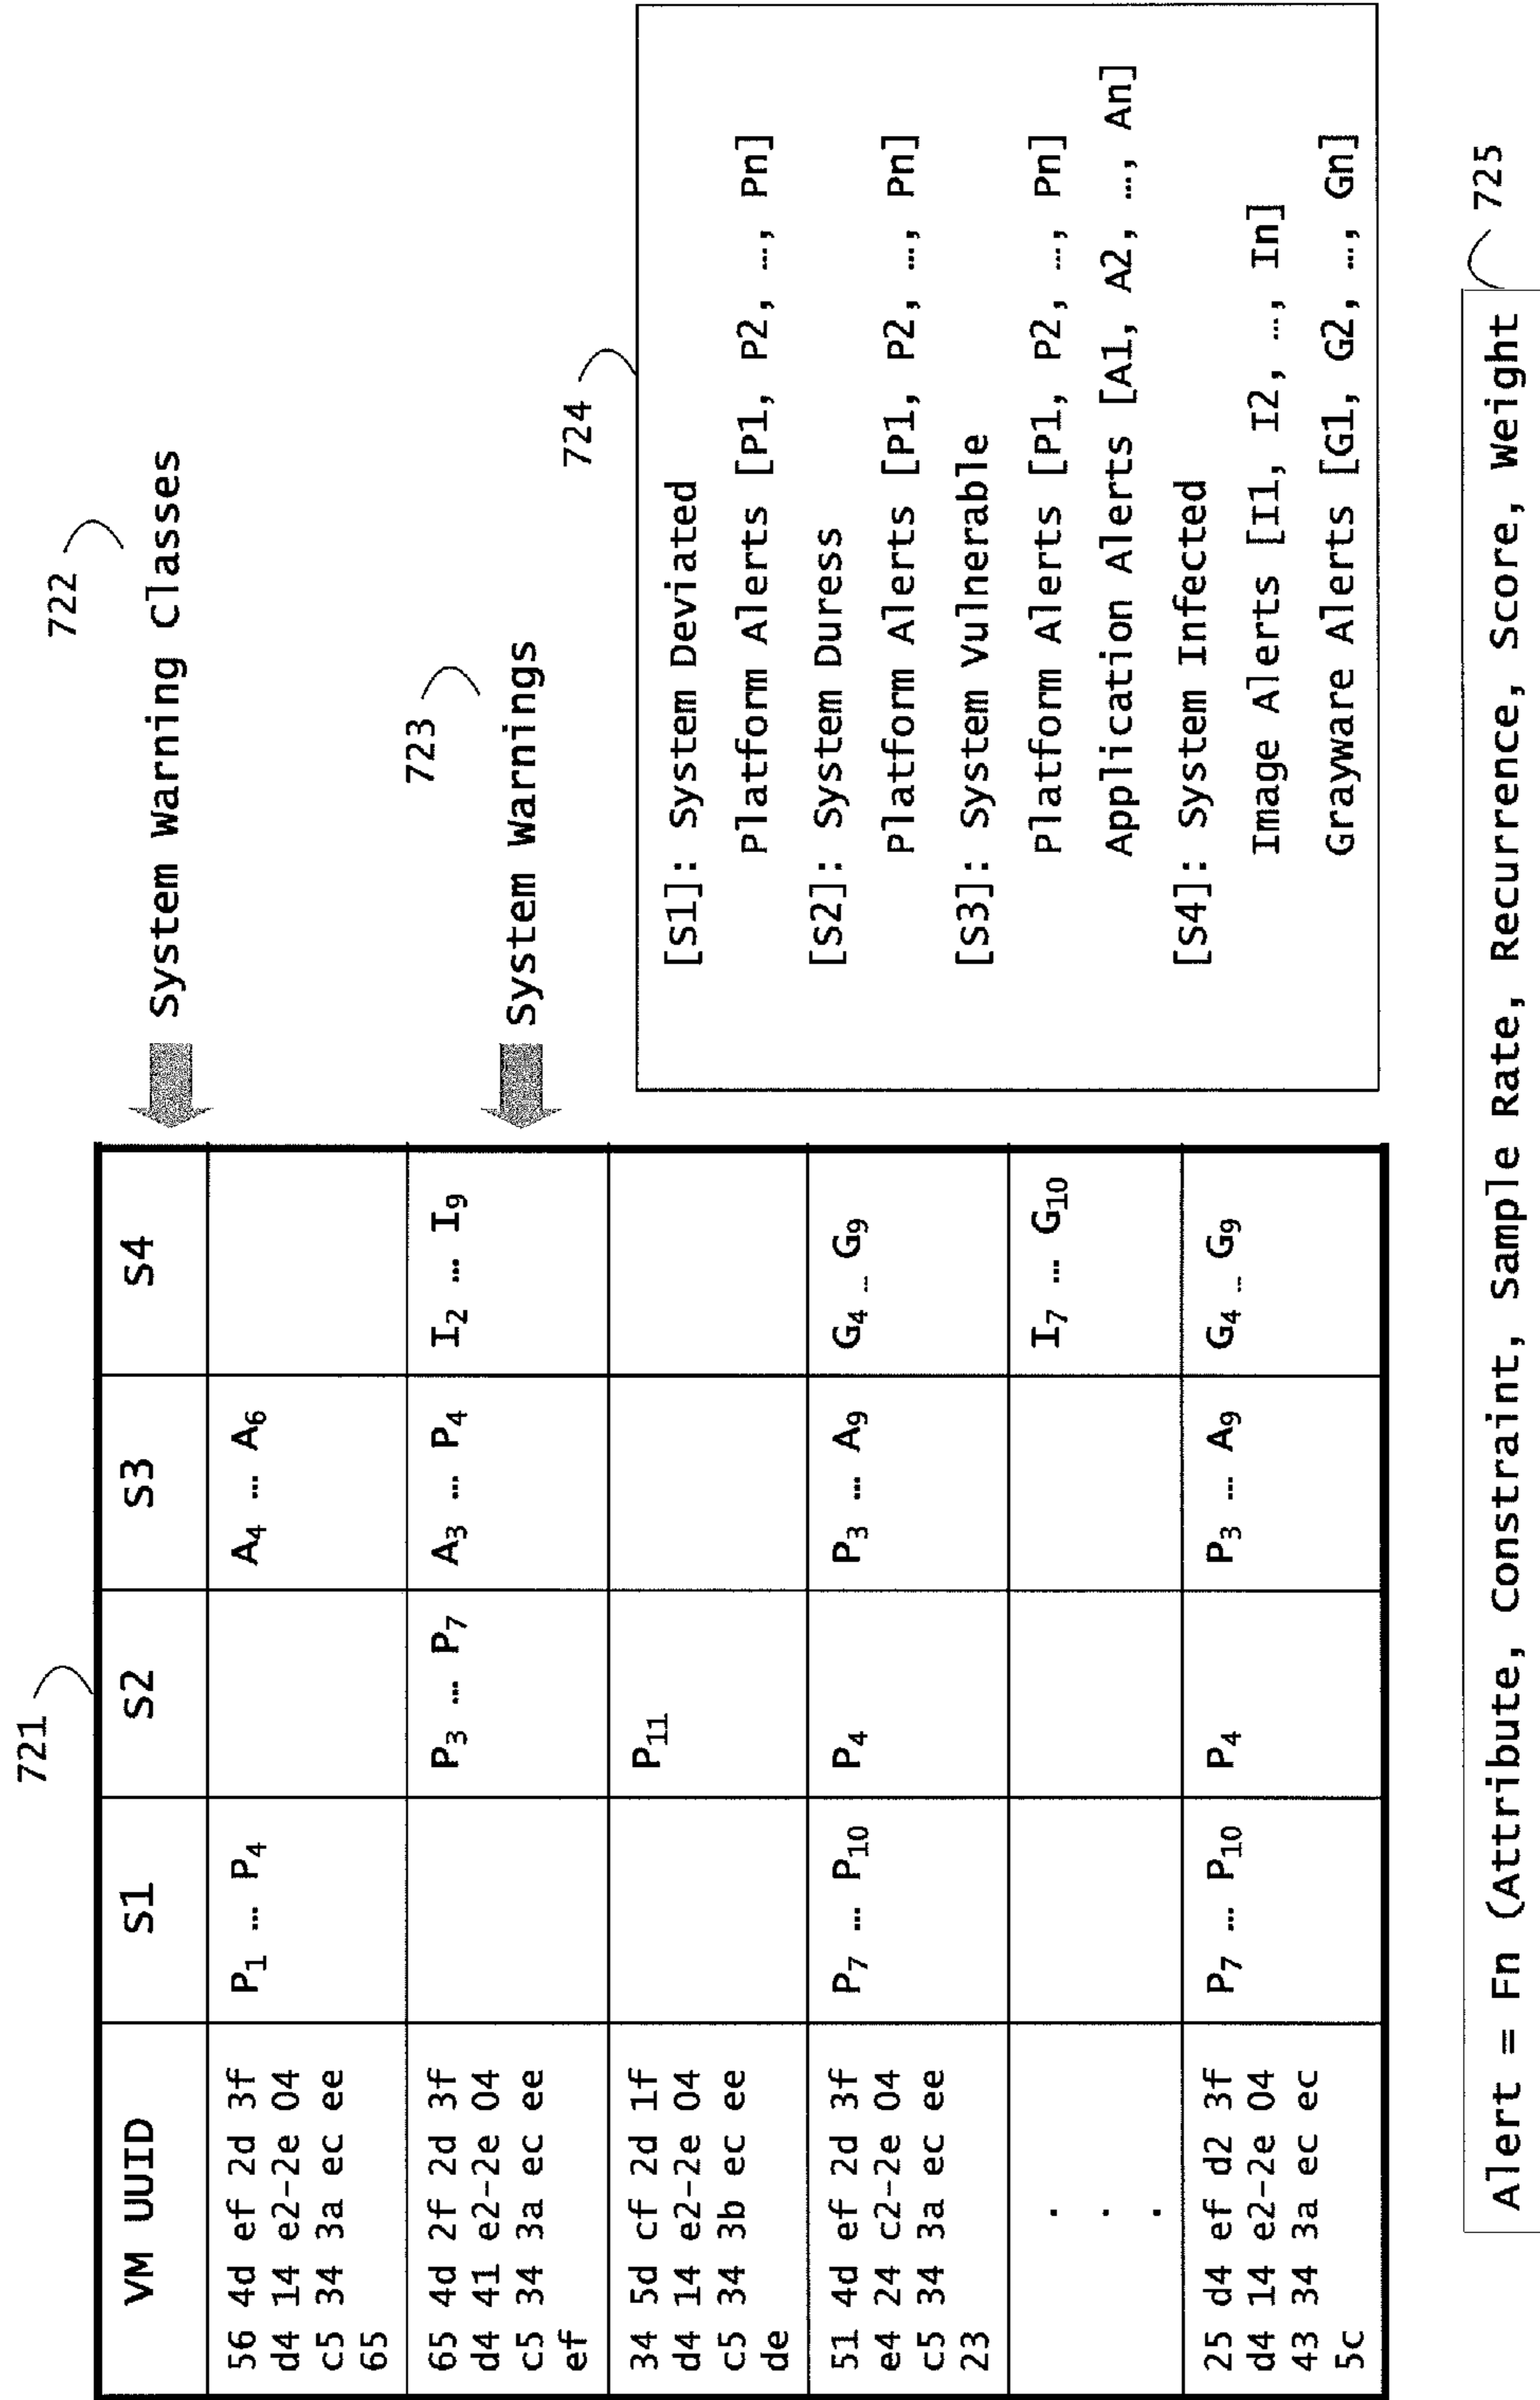 721
722
VM UUID S1 S2 S3 S4
System Warning Classes
56 4d ef 2d 3f
d4 14 e2-2e 04
c5 34 3a ec ee
65
P1 … P4
A4 … A6
723
65 4d 2f 2d 3f
d4 41 e2-2e 04
c5 34 3a ec ee
ef
P3 … P7
A3 … P4
I2 … I9
System Warnings
34 5d cf 2d 1f
d4 14 e2-2e 04
c5 34 3b ec ee
de
P11
51 4d ef 2d 3f
e4 24 c2-2e 04
c5 34 3a ec ee
23
P7 … P10
P4
P3 … A9
G4 … G9
. . .
I7 … G10
25 d4 ef d2 3f
d4 14 e2-2e 04
43 34 3a ec ec
5c
P7 … P10
P4
P3 … A9
G4 … G9
724
[S1]: System Deviated
Platform Alerts [P1, P2, …, Pn]
[S2]: System Duress
Platform Alerts [P1, P2, …, Pn]
[S3]: System Vulnerable
Platform Alerts [P1, P2, …, Pn]
Application Alerts [A1, A2, …, An]
[S4]: System Infected
Image Alerts [I1, I2, …, In]
Grayware Alerts [G1, G2, …, Gn]
725
Alert = Fn (Attribute, Constraint, Sample Rate, Recurrence, Score, Weight